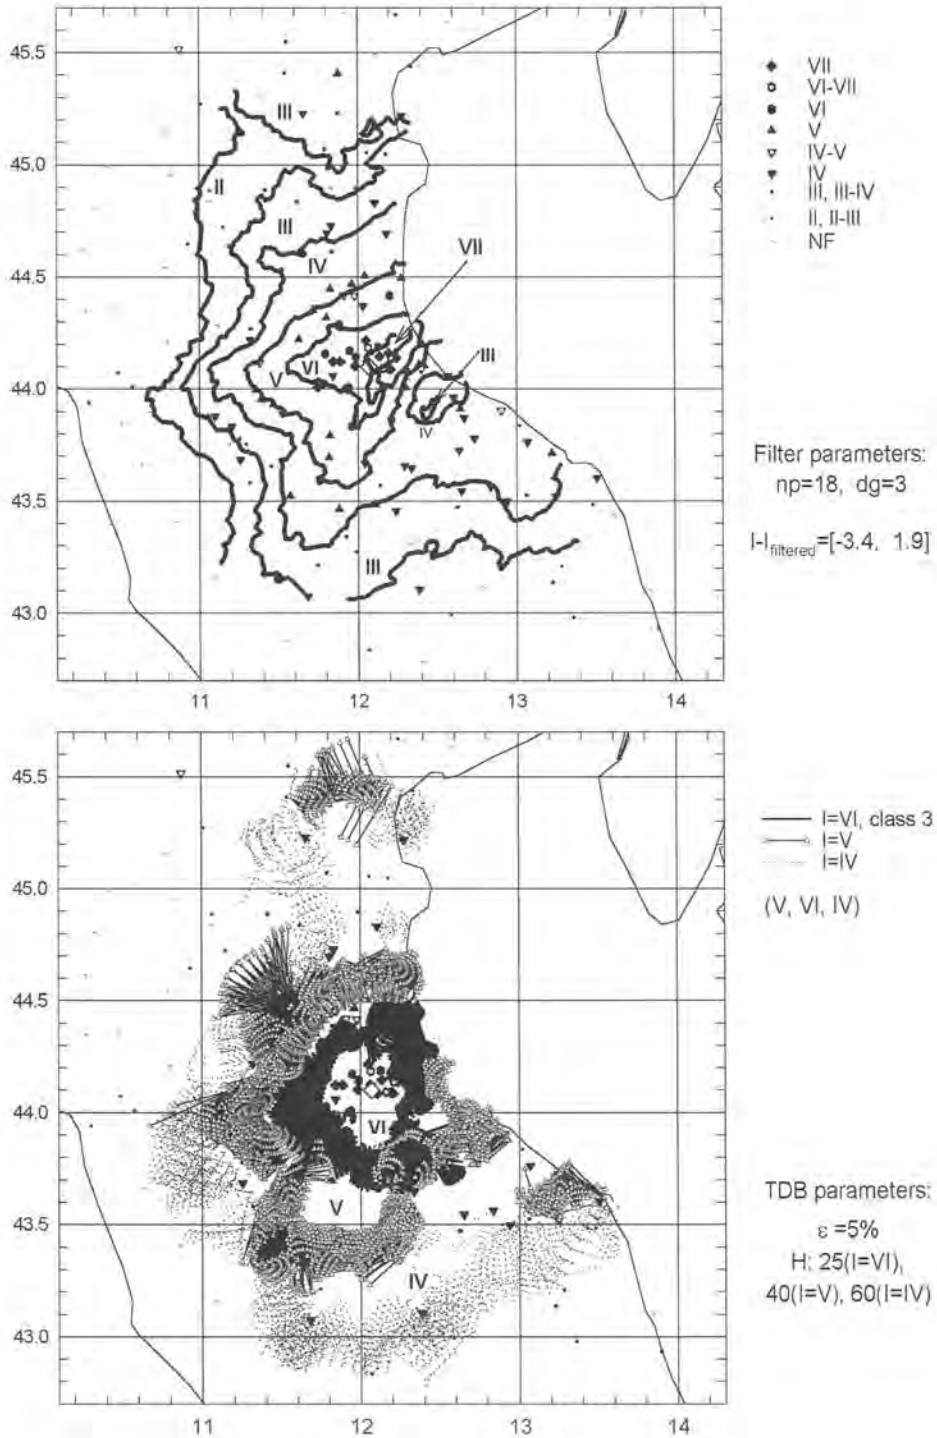 45.5
45.0
44.5
44.0
43.5
43.0
11
12
13
14
III
II
III
IV
VII
III
VI
V
IV
III
VII
VI-VII
VI
V
IV-V
IV
III, III-IV
II, II-III
NF
Filter parameters:
np=18, dg=3
I-Ifiltered=[-3.4, 1.9]
45.5
45.0
44.5
44.0
43.5
43.0
11
12
13
14
VI
V
IV
I=VI, class 3
I=V
I=IV
(V, VI, IV)
TDB parameters:
ε =5%
H: 25(I=VI),
40(I=V), 60(I=IV)